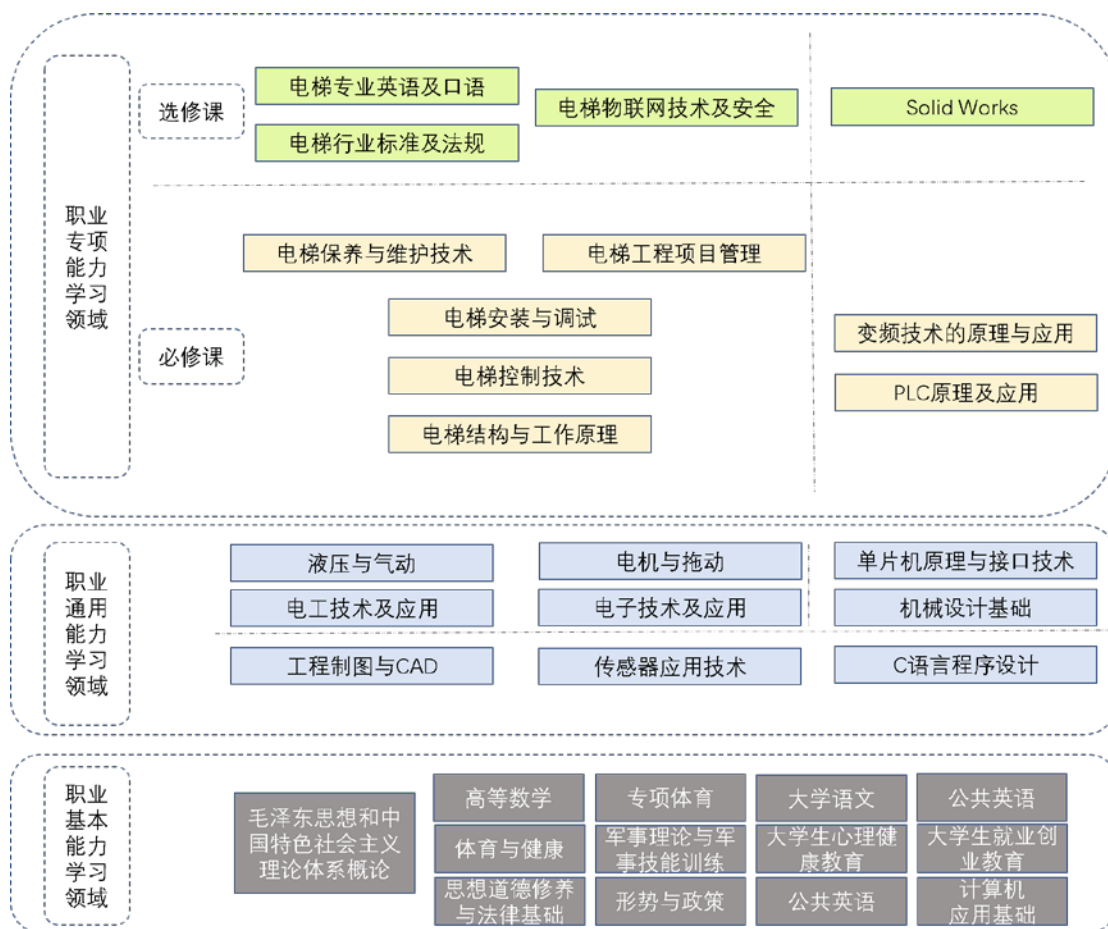 职业
专项
能力
学习
领域
选修课
电梯专业英语及口语
电梯行业标准及法规
电梯物联网技术及安全
Solid Works
必修课
电梯保养与维护技术
电梯工程项目管理
电梯安装与调试
电梯控制技术
电梯结构与工作原理
变频技术的原理与应用
PLC原理及应用
职业
通用
能力
学习
领域
液压与气动
电机与拖动
单片机原理与接口技术
电工技术及应用
电子技术及应用
机械设计基础
工程制图与CAD
传感器应用技术
C语言程序设计
职业
基本
能力
学习
领域
毛泽东思想和中
国特色社会主义
理论体系概论
高等数学
专项体育
大学语文
公共英语
体育与健康
军事理论与军
事技能训练
大学生心理健
康教育
大学生就业创
业教育
思想道德修养
与法律基础
形势与政策
公共英语
计算机
应用基础